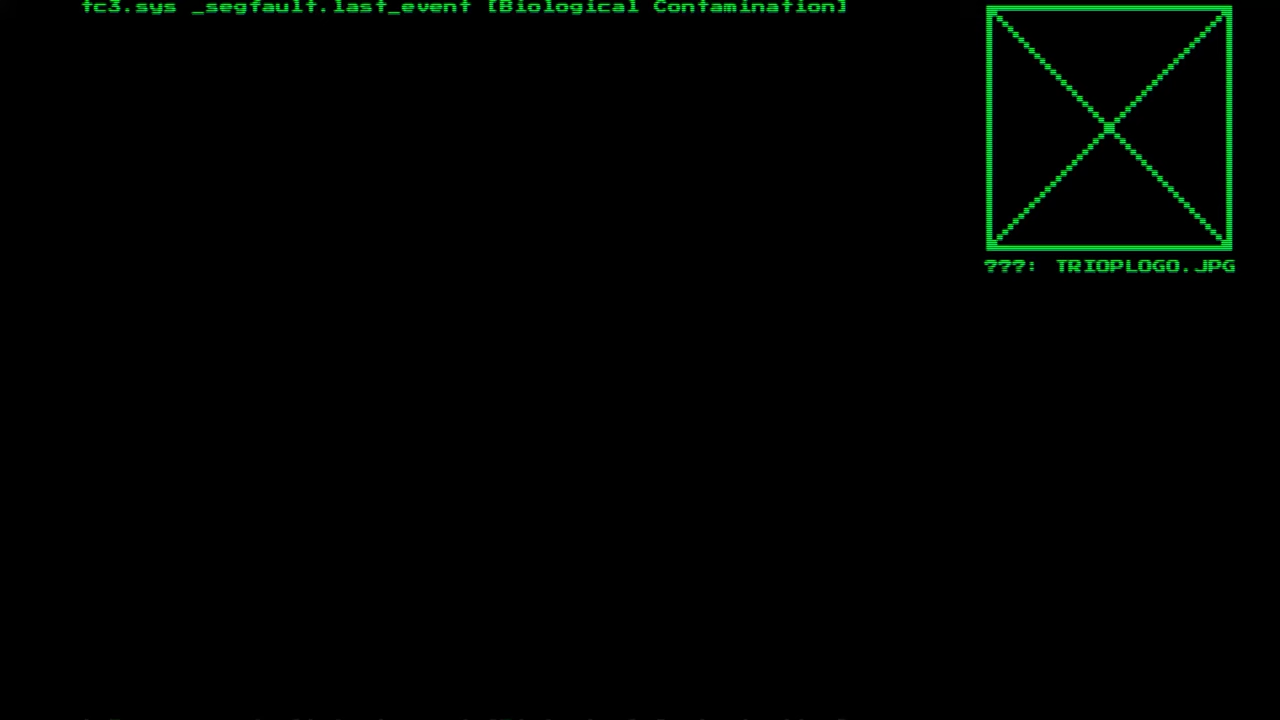 tc3.sys _segfault.last_event [Biological Contamination]
???: TRIOPLOGO.JPG